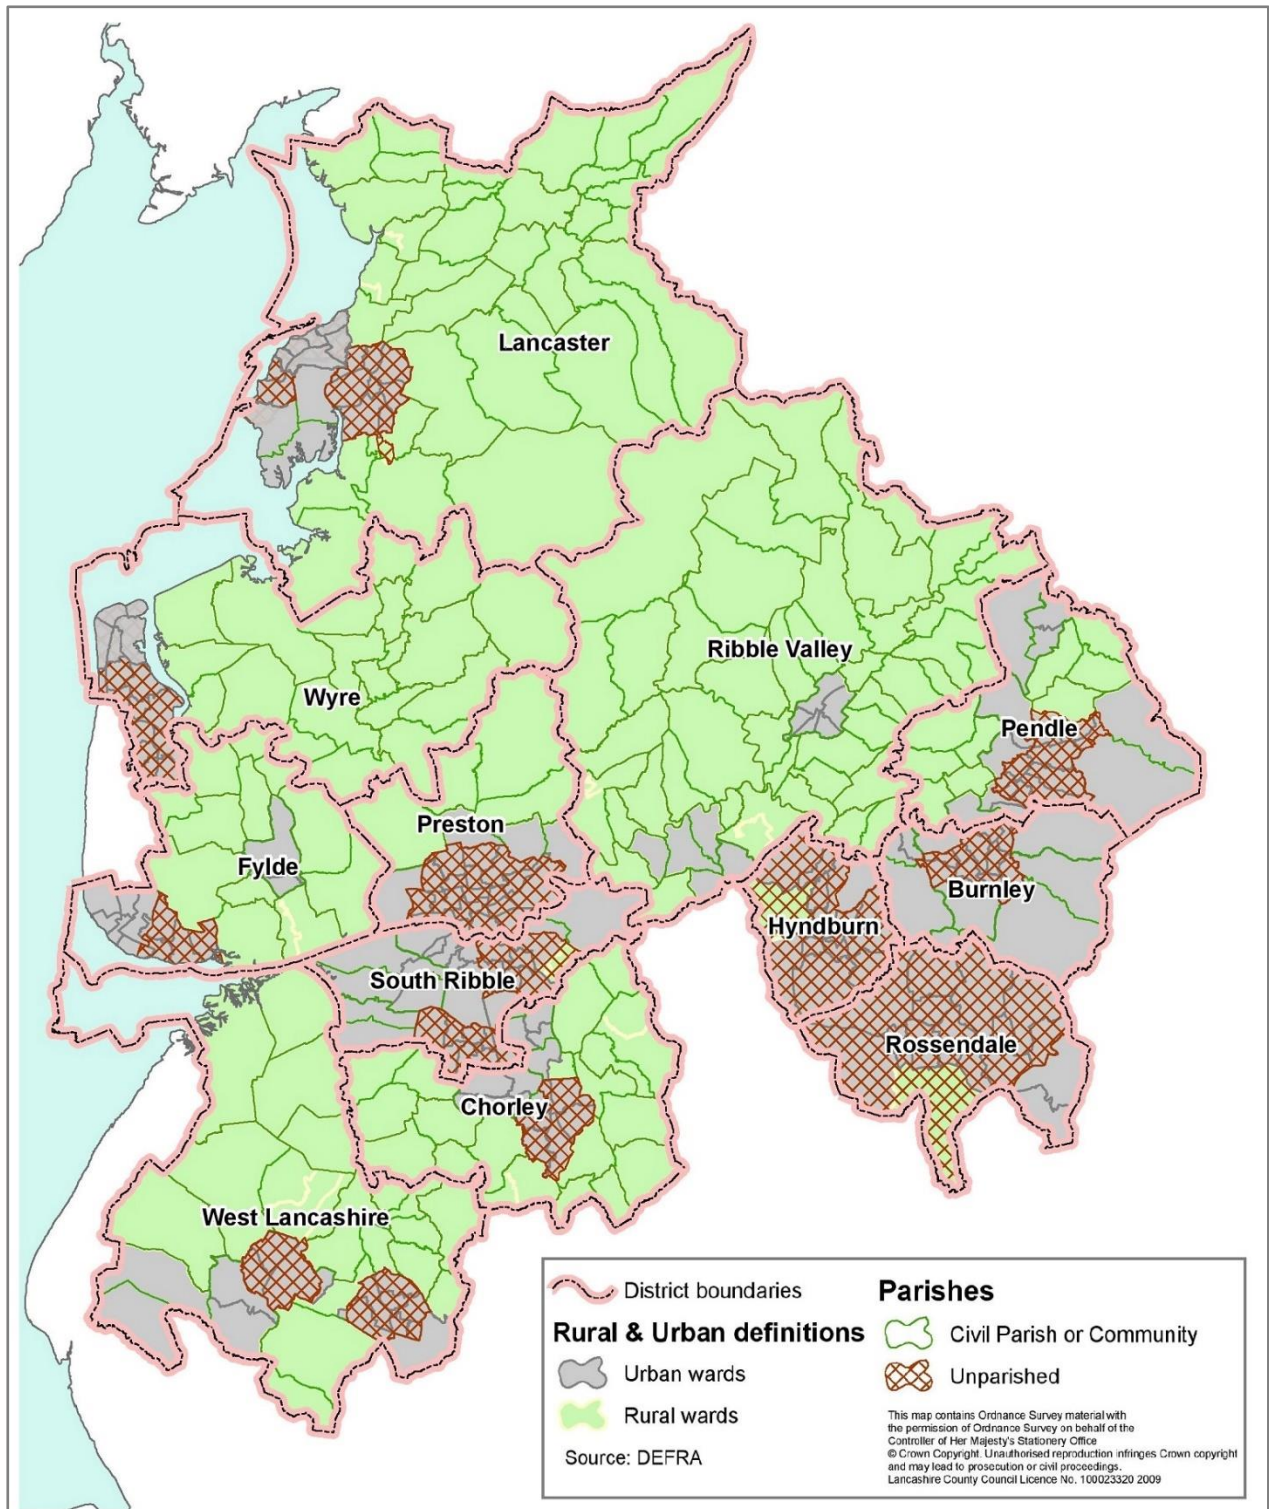 Lancaster
Ribble Valley
Wyre
Pendle
Preston
Fylde
Burnley
Hyndburn
South Ribble
Rossendale
Chorley
West Lancashire
District boundaries
Rural & Urban definitions
Urban wards
Rural wards
Source: DEFRA
Parishes
Civil Parish or Community
Unparished
This map contains Ordnance Survey material with
the permission of Ordnance Survey on behalf of the
Controller of Her Majesty's Stationery Office
© Crown Copyright. Unauthorised reproduction infringes Crown copyright
and may lead to prosecution or civil proceedings.
Lancashire County Council Licence No. 100023320 2009